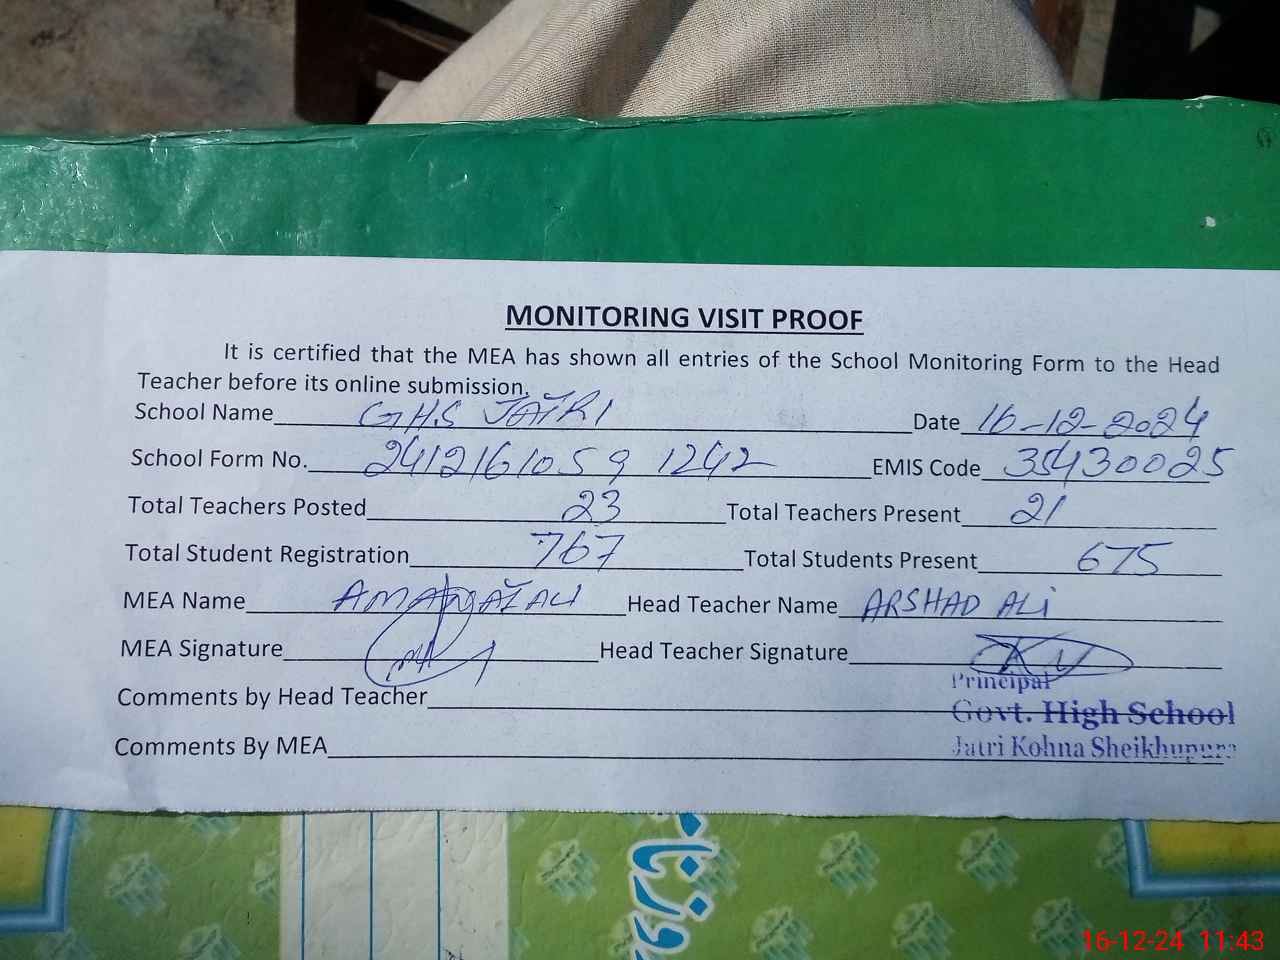 MONITORING VISIT PROOF
It is certified that the MEA has shown all entries of the School Monitoring Form to the Head
Teacher before its online submission.
School Name GHS JATRI Date 16-12-2024
School Form No. 241216105 9 1242 EMIS Code 35430025
Total Teachers Posted 23 Total Teachers Present 21
Total Student Registration 767 Total Students Present 675
MEA Name AMANAT ALI Head Teacher Name ARSHAD ALI
MEA Signature Head Teacher Signature
Principal
Comments by Head Teacher Govt. High School
Comments By MEA Jatri Kohna Sheikhupura
16-12-24 11:43